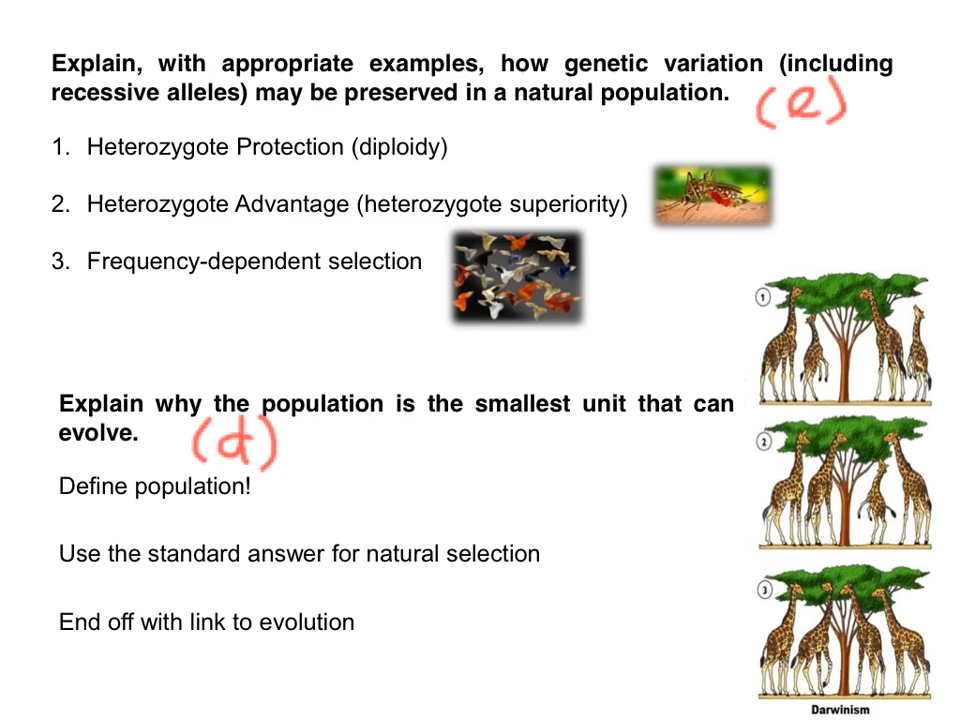 Explain, with appropriate examples, how genetic variation (including
recessive alleles) may be preserved in a natural population.
(e)
1. Heterozygote Protection (diploidy)
2. Heterozygote Advantage (heterozygote superiority)
3. Frequency-dependent selection
1
Explain why the population is the smallest unit that can
evolve.
(d)
2
Define population!
Use the standard answer for natural selection
3
End off with link to evolution
Darwinism